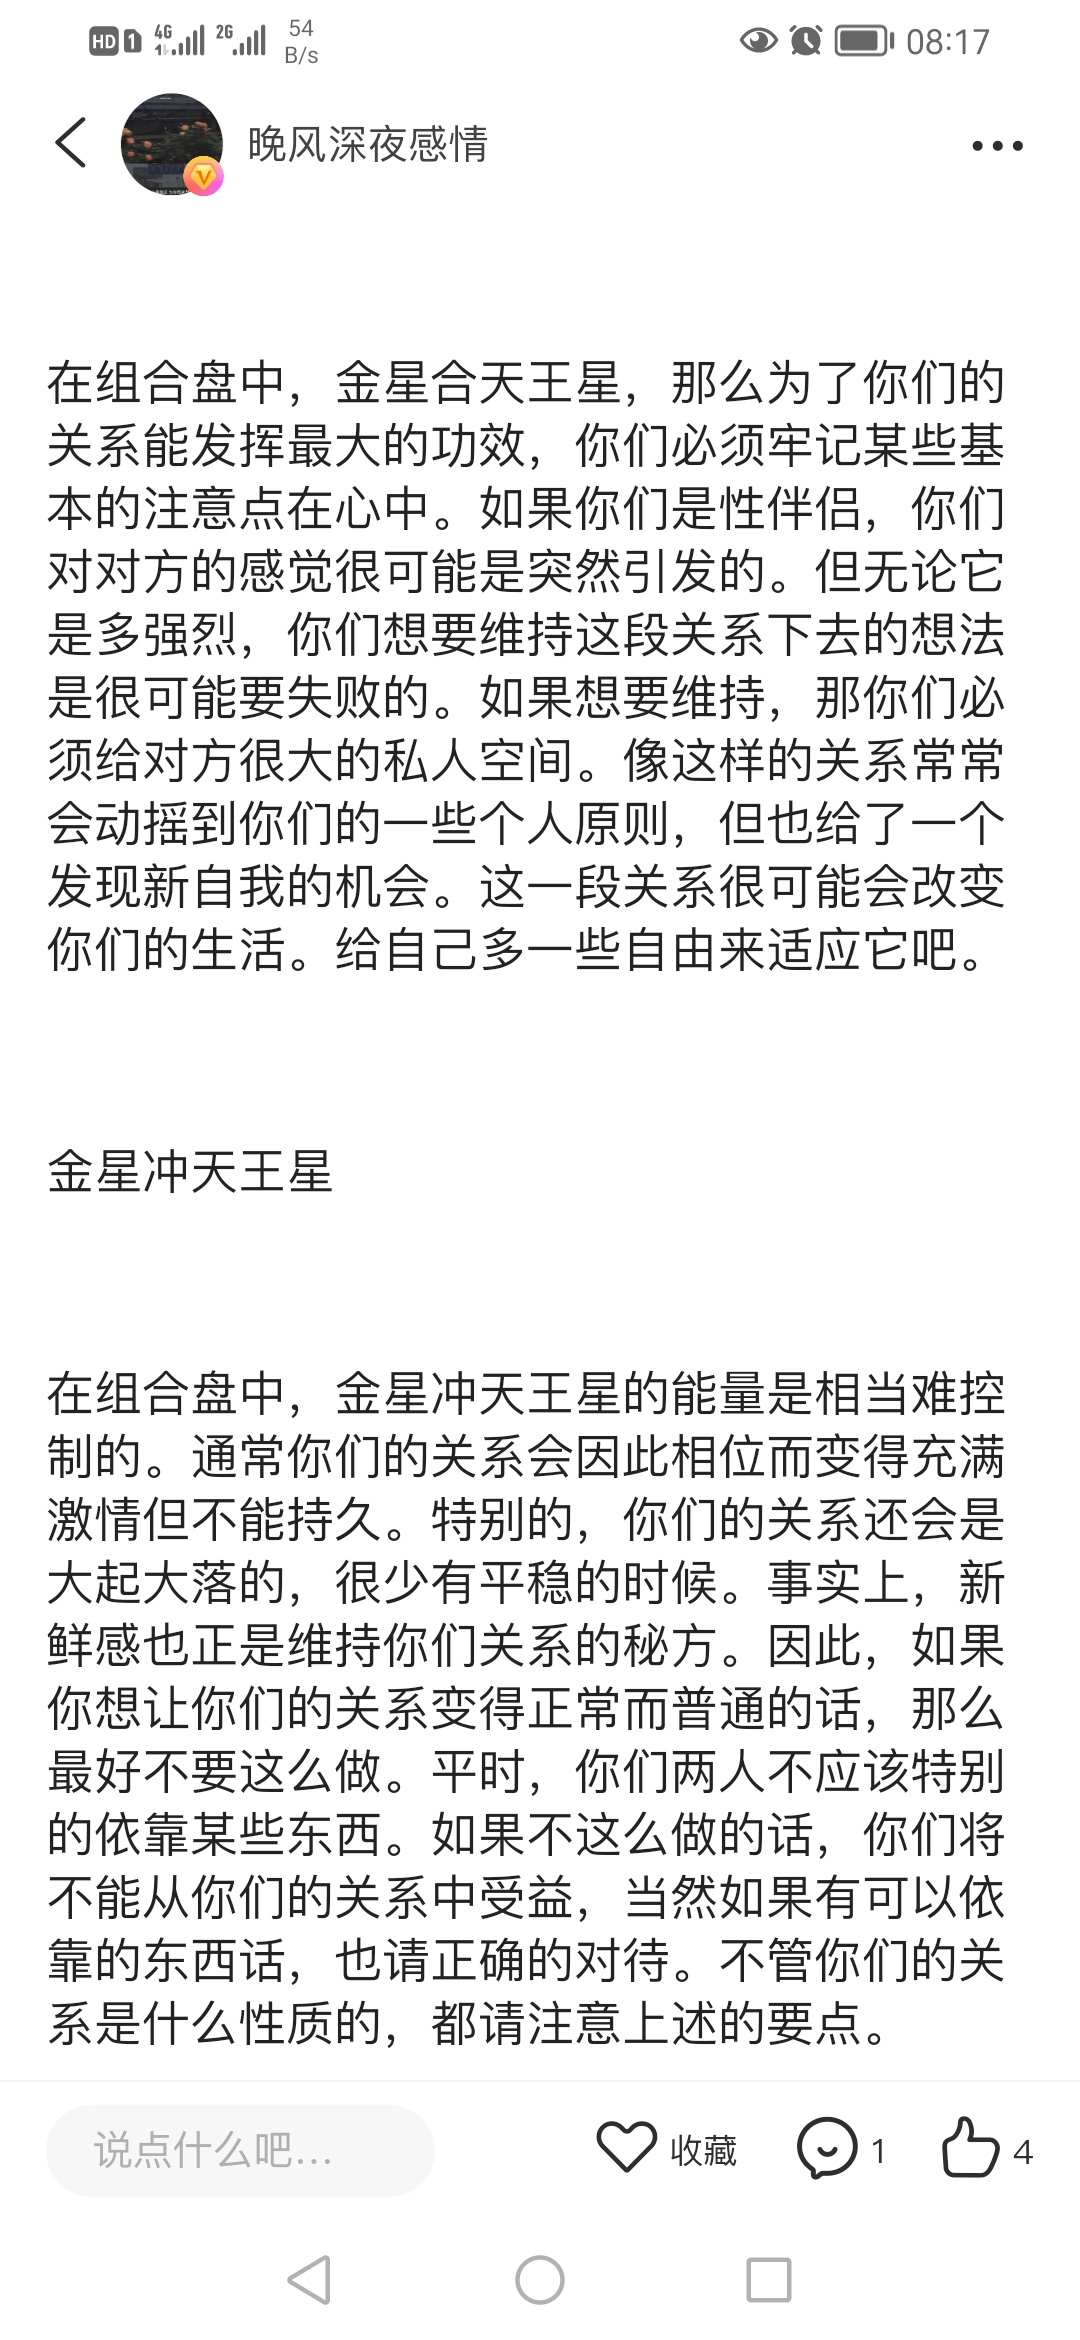 HD 1 4G 2G 54 B/s 08:17
晚风深夜感情
在组合盘中，金星合天王星，那么为了你们的
关系能发挥最大的功效，你们必须牢记某些基
本的注意点在心中。如果你们是性伴侣，你们
对对方的感觉很可能是突然引发的。但无论它
是多强烈，你们想要维持这段关系下去的想法
是很可能要失败的。如果想要维持，那你们必
须给对方很大的私人空间。像这样的关系常常
会动摇到你们的一些个人原则，但也给了一个
发现新自我的机会。这一段关系很可能会改变
你们的生活。给自己多一些自由来适应它吧。
金星冲天王星
在组合盘中，金星冲天王星的能量是相当难控
制的。通常你们的关系会因此相位而变得充满
激情但不能持久。特别的，你们的关系还会是
大起大落的，很少有平稳的时候。事实上，新
鲜感也正是维持你们关系的秘方。因此，如果
你想让你们的关系变得正常而普通的话，那么
最好不要这么做。平时，你们两人不应该特别
的依靠某些东西。如果不这么做的话，你们将
不能从你们的关系中受益，当然如果有可以依
靠的东西话，也请正确的对待。不管你们的关
系是什么性质的，都请注意上述的要点。
说点什么吧... 收藏 1 4